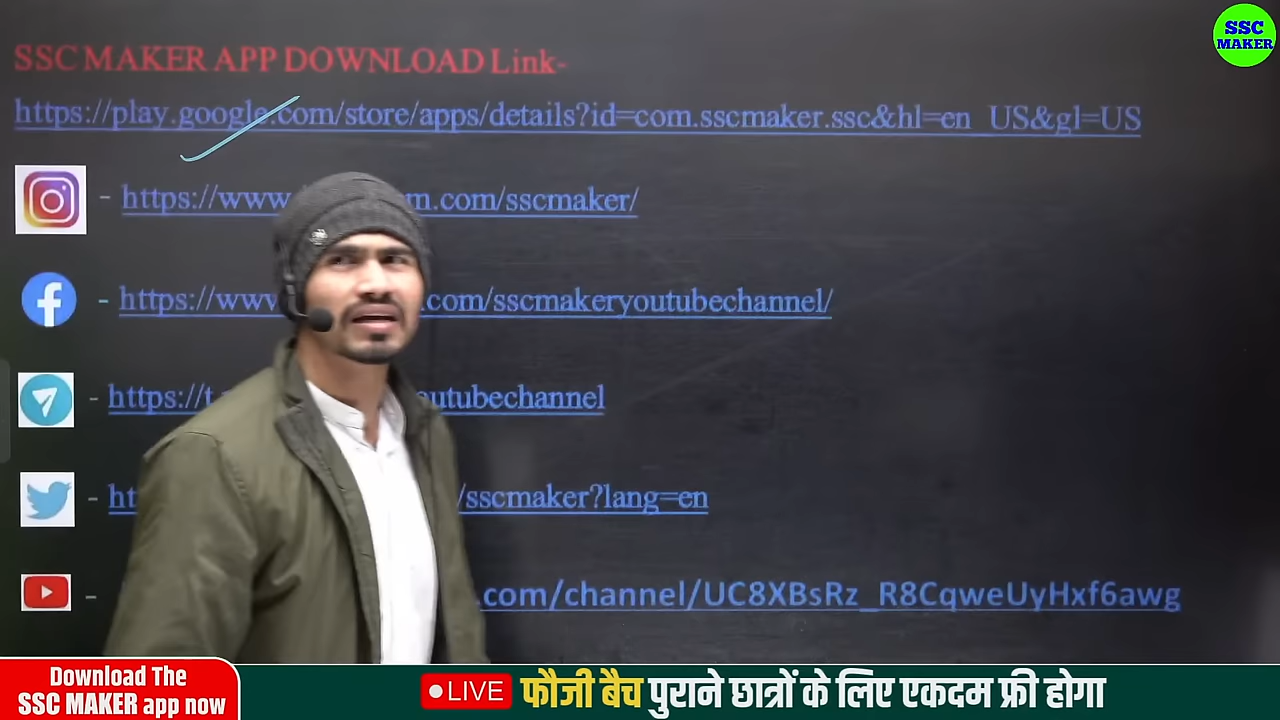 SSC
MAKER
SSC MAKER APP DOWNLOAD Link-
https://play.google.com/store/apps/details?id=com.sscmaker.ssc&hl=en_US&gl=US
- https://www m.com/sscmaker/
- https://www .com/sscmakeryoutubechannel/
- https://t utubechannel
- ht /sscmaker?lang=en
- .com/channel/UC8XBsRz_R8CqweUyHxf6awg
Download The
SSC MAKER app now
LIVE फौजी बैच पुराने छात्रों के लिए एकदम फ्री होगा